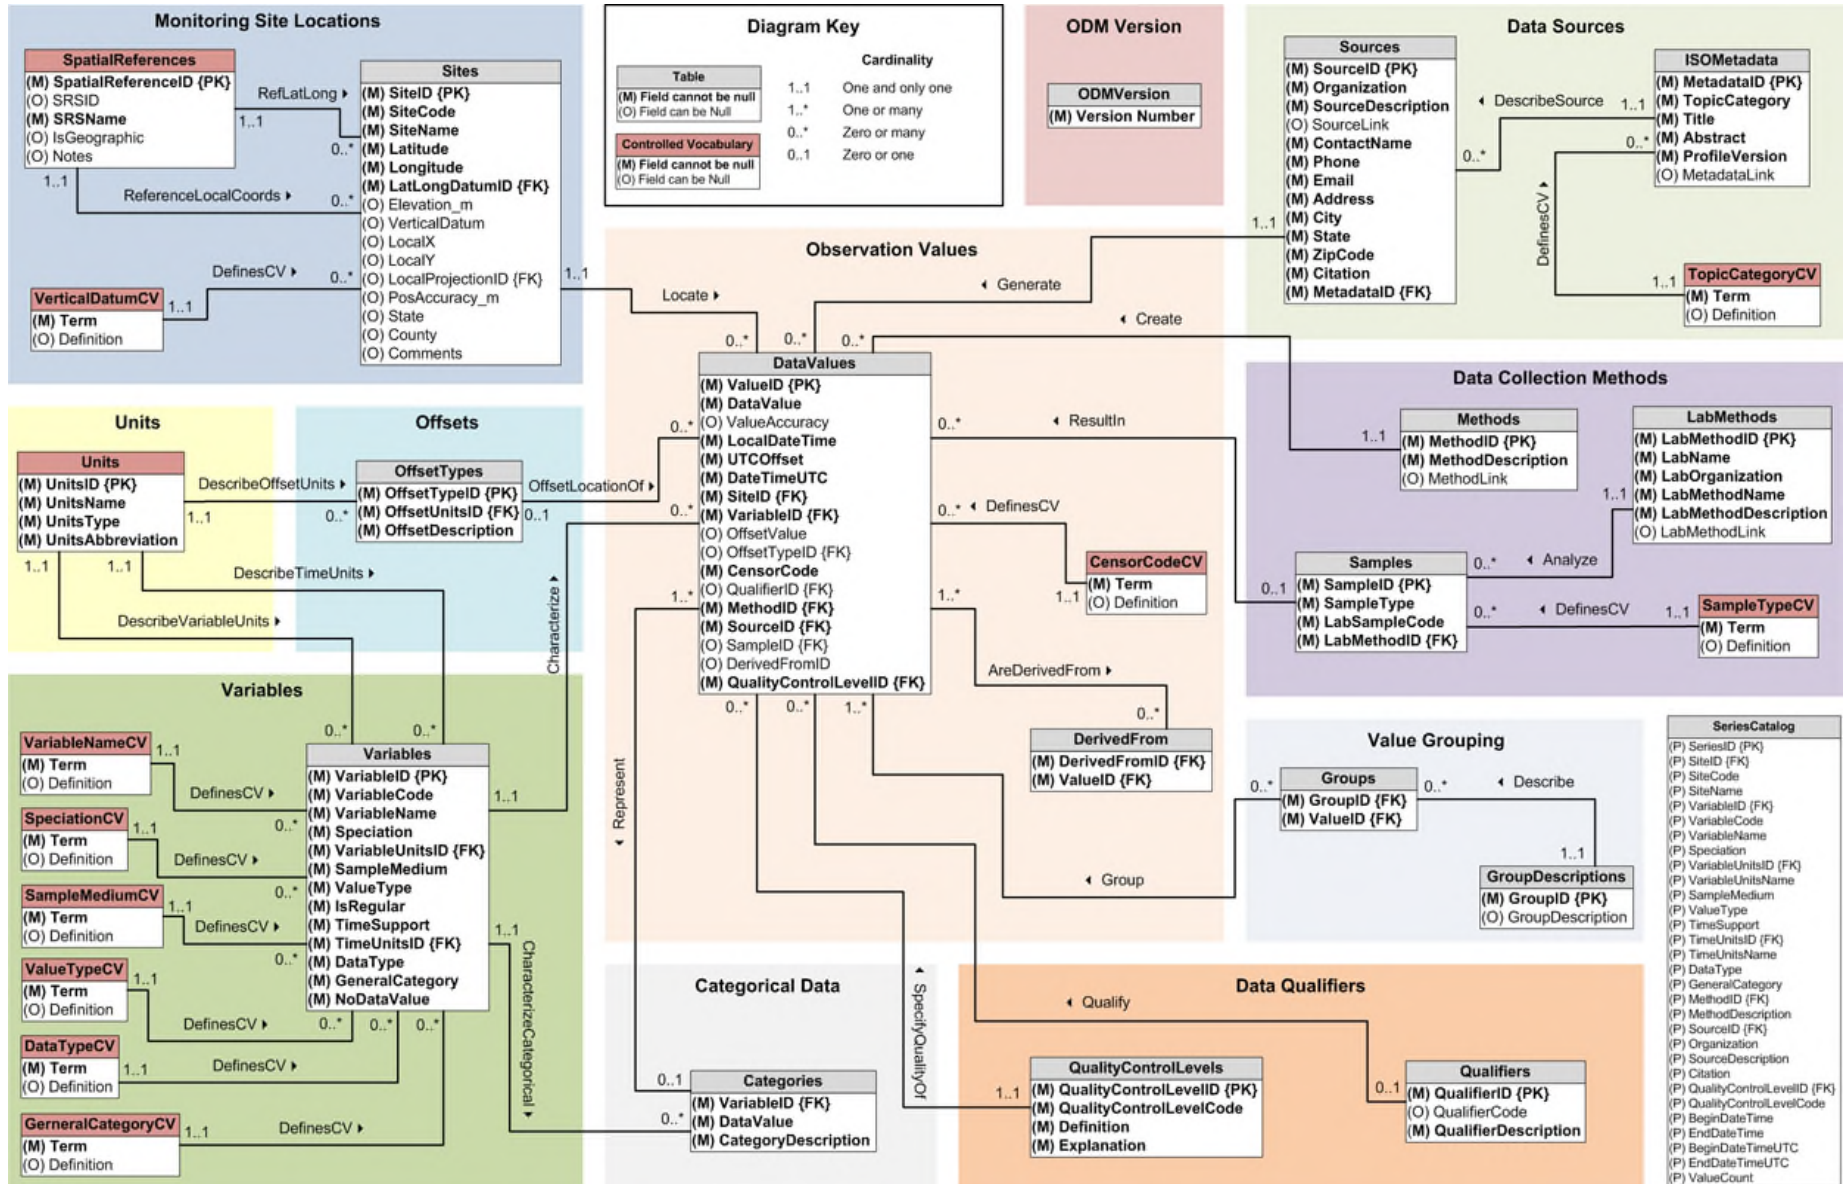 Monitoring Site Locations
SpatialReferences
(M) SpatialReferenceID {PK}
(O) SRSID
(M) SRSName
(O) IsGeographic
(O) Notes
RefLatLong
1..1
0..*
1..1
ReferenceLocalCoords
0..*
Sites
(M) SiteID {PK}
(M) SiteCode
(M) SiteName
(M) Latitude
(M) Longitude
(M) LatLongDatumID {FK}
(O) Elevation_m
(O) VerticalDatum
(O) LocalX
(O) LocalY
(O) LocalProjectionID {FK}
(O) PosAccuracy_m
(O) State
(O) County
(O) Comments
DefinesCV
0..*
1..1
VerticalDatumCV
(M) Term
(O) Definition
1..1
Locate
0..*
Diagram Key
Table
(M) Field cannot be null
(O) Field can be Null
Controlled Vocabulary
(M) Field cannot be null
(O) Field can be Null
Cardinality
1..1 One and only one
1..* One or many
0..* Zero or many
0..1 Zero or one
ODM Version
ODMVersion
(M) Version Number
Data Sources
Sources
(M) SourceID {PK}
(M) Organization
(M) SourceDescription
(O) SourceLink
(M) ContactName
(M) Phone
(M) Email
(M) Address
(M) City
(M) State
(M) ZipCode
(M) Citation
(M) MetadataID {FK}
DescribeSource
1..1
0..*
ISOMetadata
(M) MetadataID {PK}
(M) TopicCategory
(M) Title
(M) Abstract
(M) ProfileVersion
(O) MetadataLink
0..*
DefinesCV
1..1
TopicCategoryCV
(M) Term
(O) Definition
1..1
Generate
0..*
Create
0..*
Observation Values
DataValues
(M) ValueID {PK}
(M) DataValue
(O) ValueAccuracy
(M) LocalDateTime
(M) UTCOffset
(M) DateTimeUTC
(M) SiteID {FK}
(M) VariableID {FK}
(O) OffsetValue
(O) OffsetTypeID {FK}
(M) CensorCode
(O) QualifierID {FK}
(M) MethodID {FK}
(M) SourceID {FK}
(O) SampleID {FK}
(O) DerivedFromID
(M) QualityControlLevelID {FK}
0..*
ResultIn
0..*
DefinesCV
1..1
CensorCodeCV
(M) Term
(O) Definition
1..*
AreDerivedFrom
0..*
DerivedFrom
(M) DerivedFromID {FK}
(M) ValueID {FK}
Data Collection Methods
1..1
Methods
(M) MethodID {PK}
(M) MethodDescription
(O) MethodLink
LabMethods
(M) LabMethodID {PK}
(M) LabName
(M) LabOrganization
(M) LabMethodName
(M) LabMethodDescription
(O) LabMethodLink
1..1
Analyze
0..*
0..1
Samples
(M) SampleID {PK}
(M) SampleType
(M) LabSampleCode
(M) LabMethodID {FK}
0..*
DefinesCV
1..1
SampleTypeCV
(M) Term
(O) Definition
Units
Units
(M) UnitsID {PK}
(M) UnitsName
(M) UnitsType
(M) UnitsAbbreviation
DescribeOffsetUnits
1..1
0..*
1..1
1..1
DescribeTimeUnits
DescribeVariableUnits
Offsets
OffsetTypes
(M) OffsetTypeID {PK}
(M) OffsetUnitsID {FK}
(M) OffsetDescription
OffsetLocationOf
0..1
0..*
0..*
Characterize
1..*
Represent
0..*
0..*
1..*
Variables
0..*
0..*
Variables
(M) VariableID {PK}
(M) VariableCode
(M) VariableName
(M) Speciation
(M) VariableUnitsID {FK}
(M) SampleMedium
(M) ValueType
(M) IsRegular
(M) TimeSupport
(M) TimeUnitsID {FK}
(M) DataType
(M) GeneralCategory
(M) NoDataValue
1..1
1..1
CharacterizeCategorical
VariableNameCV
(M) Term
(O) Definition
1..1
DefinesCV
0..*
SpeciationCV
(M) Term
(O) Definition
1..1
DefinesCV
0..*
SampleMediumCV
(M) Term
(O) Definition
1..1
DefinesCV
0..*
ValueTypeCV
(M) Term
(O) Definition
1..1
DefinesCV
0..*
0..*
0..*
DataTypeCV
(M) Term
(O) Definition
1..1
DefinesCV
GerneralCategoryCV
(M) Term
(O) Definition
1..1
DefinesCV
Value Grouping
0..*
Groups
(M) GroupID {FK}
(M) ValueID {FK}
0..*
Describe
1..1
GroupDescriptions
(M) GroupID {PK}
(O) GroupDescription
Group
Categorical Data
0..1
0..*
Categories
(M) VariableID {FK}
(M) DataValue
(M) CategoryDescription
SpecifyQualityOf
Data Qualifiers
Qualify
1..1
QualityControlLevels
(M) QualityControlLevelID {PK}
(M) QualityControlLevelCode
(M) Definition
(M) Explanation
0..1
Qualifiers
(M) QualifierID {PK}
(O) QualifierCode
(M) QualifierDescription
SeriesCatalog
(P) SeriesID {PK}
(P) SiteID {FK}
(P) SiteCode
(P) SiteName
(P) VariableID {FK}
(P) VariableCode
(P) VariableName
(P) Speciation
(P) VariableUnitsID {FK}
(P) VariableUnitsName
(P) SampleMedium
(P) ValueType
(P) TimeSupport
(P) TimeUnitsID {FK}
(P) TimeUnitsName
(P) DataType
(P) GeneralCategory
(P) MethodID {FK}
(P) MethodDescription
(P) SourceID {FK}
(P) Organization
(P) SourceDescription
(P) Citation
(P) QualityControlLevelID {FK}
(P) QualityControlLevelCode
(P) BeginDateTime
(P) EndDateTime
(P) BeginDateTimeUTC
(P) EndDateTimeUTC
(P) ValueCount